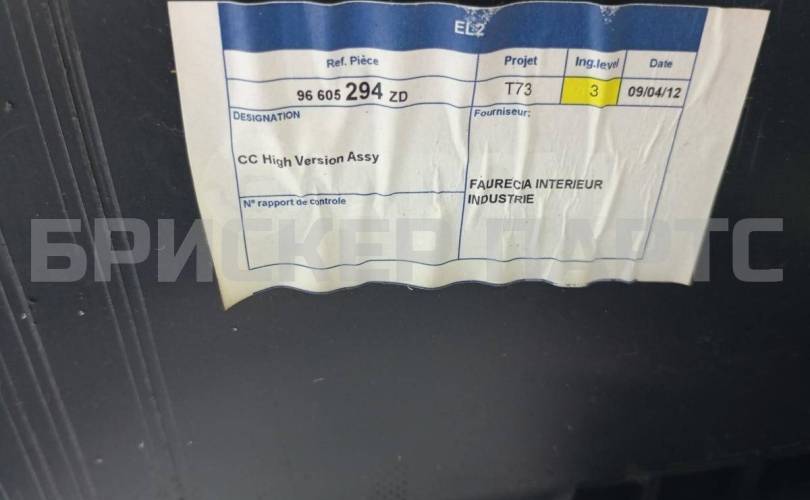 EL2
Ref. Pièce Projet Ing.level Date
96 605 294 ZD T73 3 09/04/12
DESIGNATION Fourniseur:
CC High Version Assy
FAURECIA INTERIEUR
INDUSTRIE
N° rapport de controle
БРИСКЕР ПАРТС